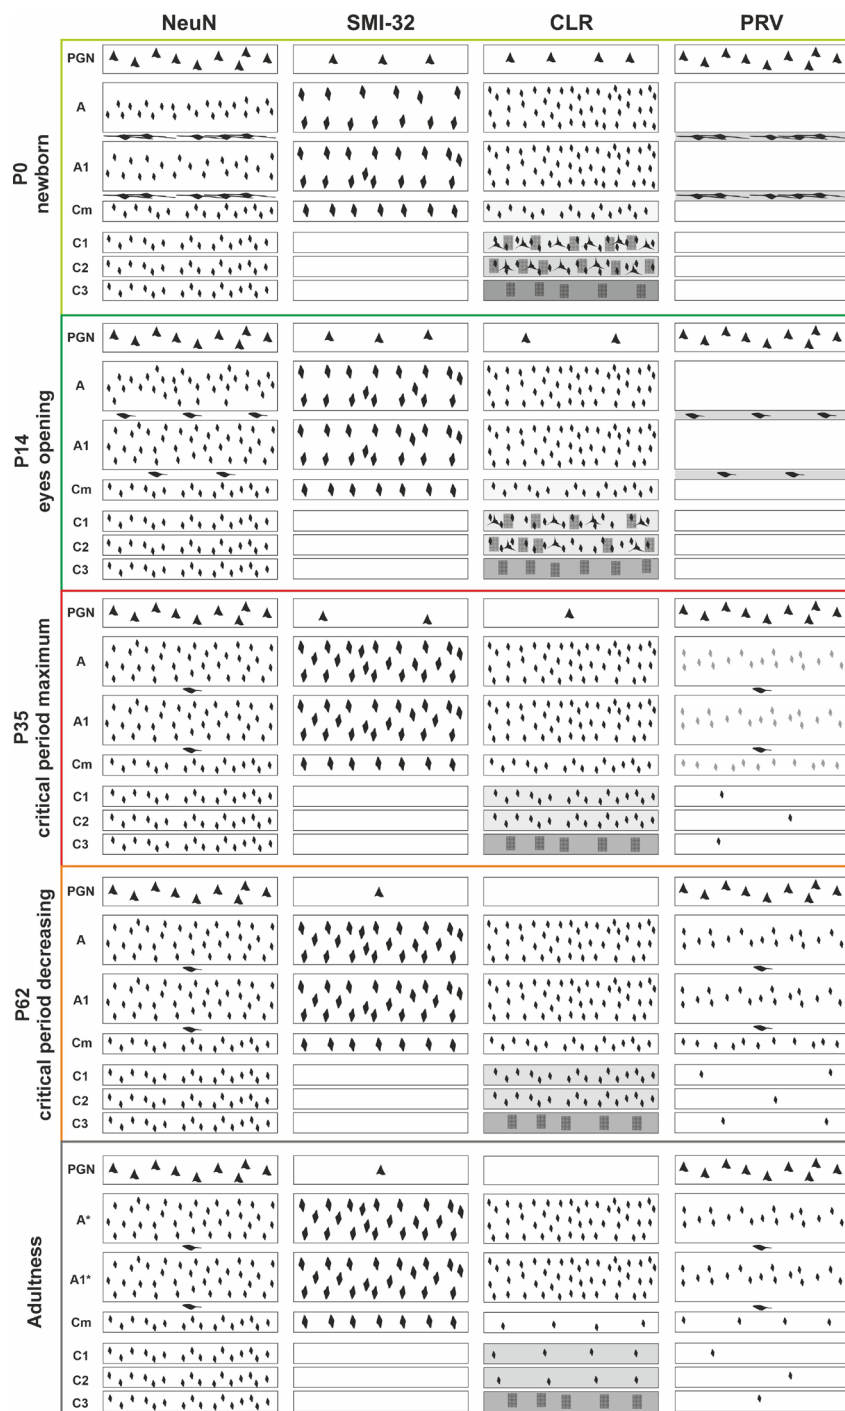 NeuN SMI-32 CLR PRV
P0
newborn
PGN
A
A1
Cm
C1
C2
C3
P14
eyes opening
PGN
A
A1
Cm
C1
C2
C3
P35
critical period maximum
PGN
A
A1
Cm
C1
C2
C3
P62
critical period decreasing
PGN
A
A1
Cm
C1
C2
C3
Adultness
PGN
A*
A1*
Cm
C1
C2
C3